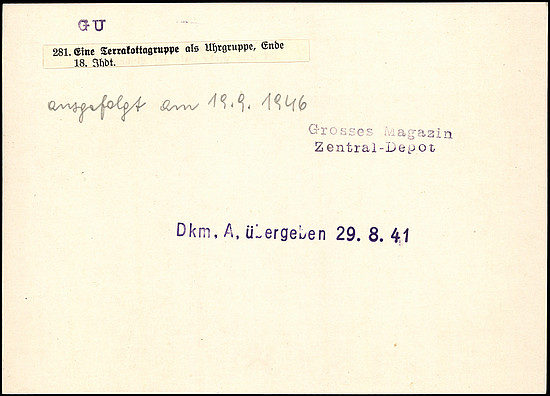 GU
281. Eine Terrakottagruppe als Uhrgruppe, Ende
18. Jhdt.
ausgefolgt am 19.9. 1946
Grosses Magazin
Zentral-Depot
Dkm. A. übergeben 29. 8. 41